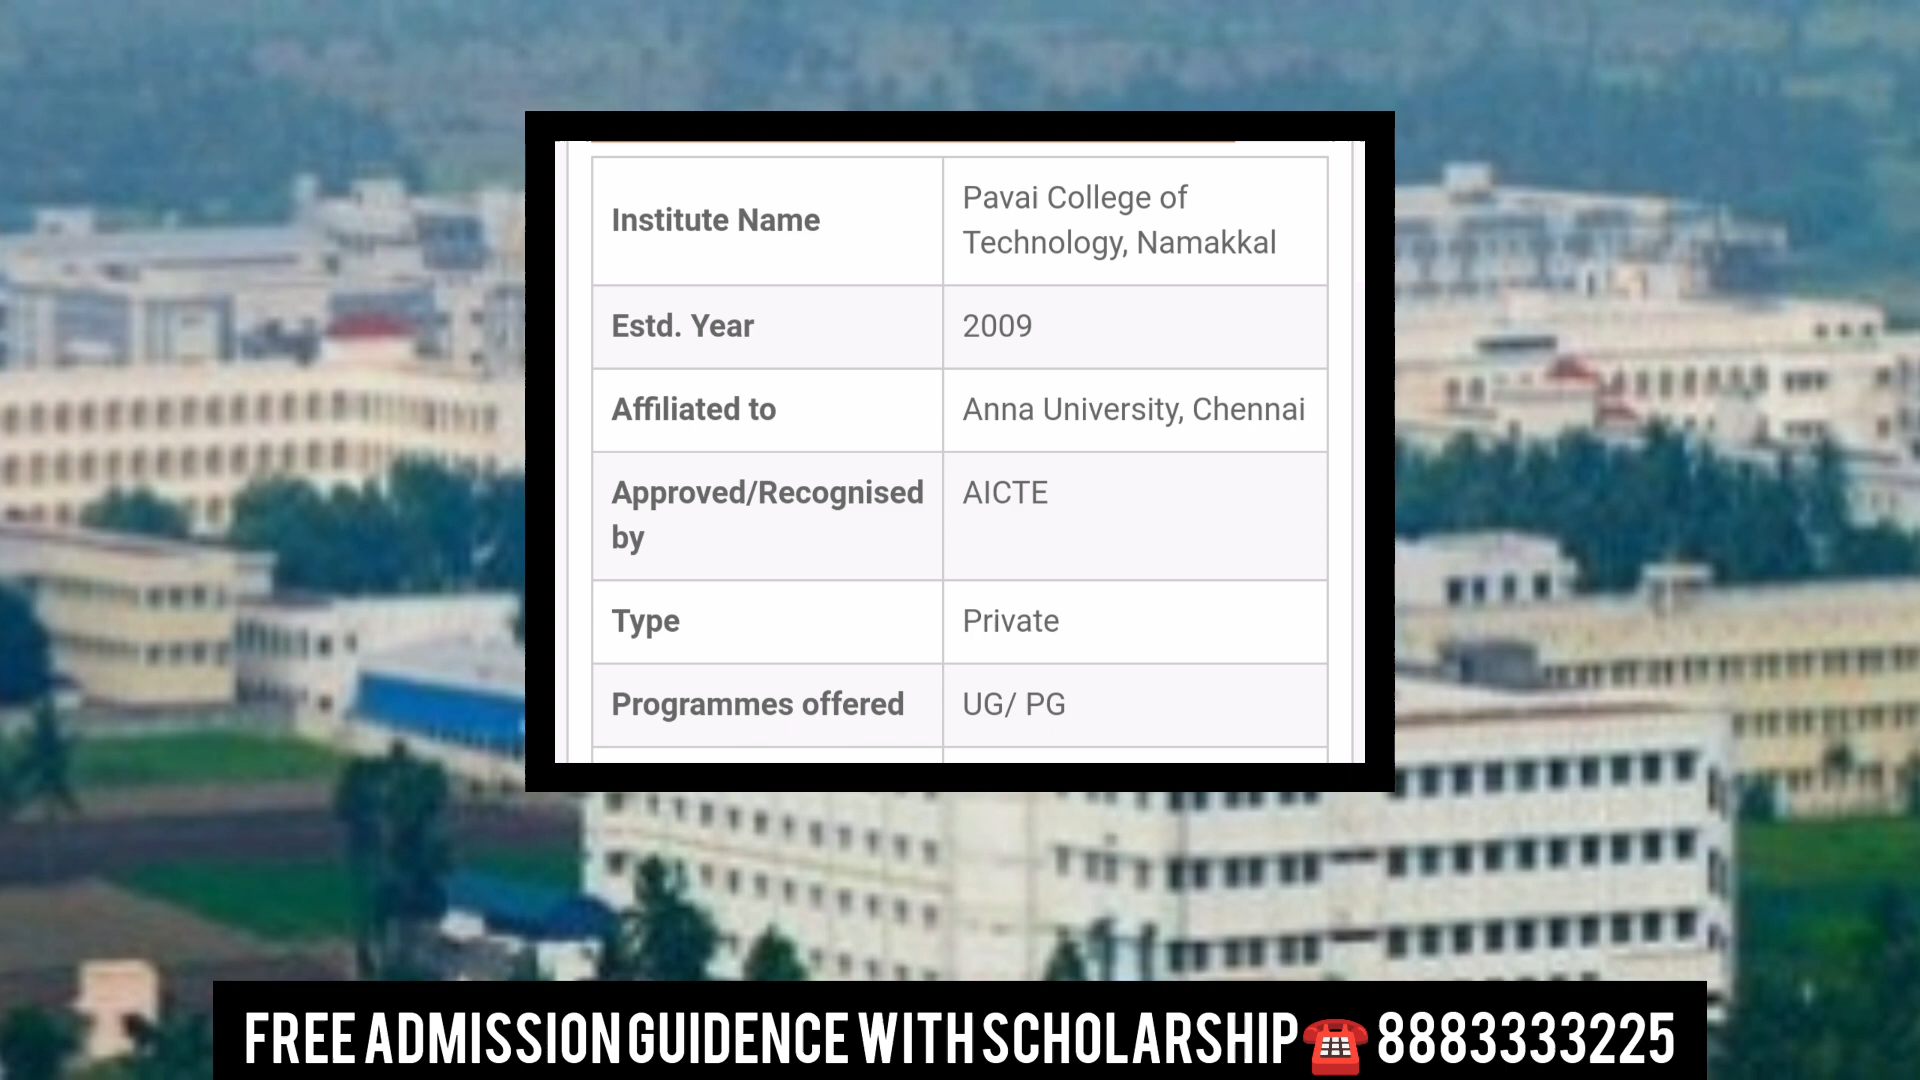 Institute Name
Pavai College of
Technology, Namakkal
Estd. Year
2009
Affiliated to
Anna University, Chennai
Approved/Recognised
by
AICTE
Type
Private
Programmes offered
UG/ PG
FREE ADMISSION GUIDENCE WITH SCHOLARSHIP☎️ 8883333225